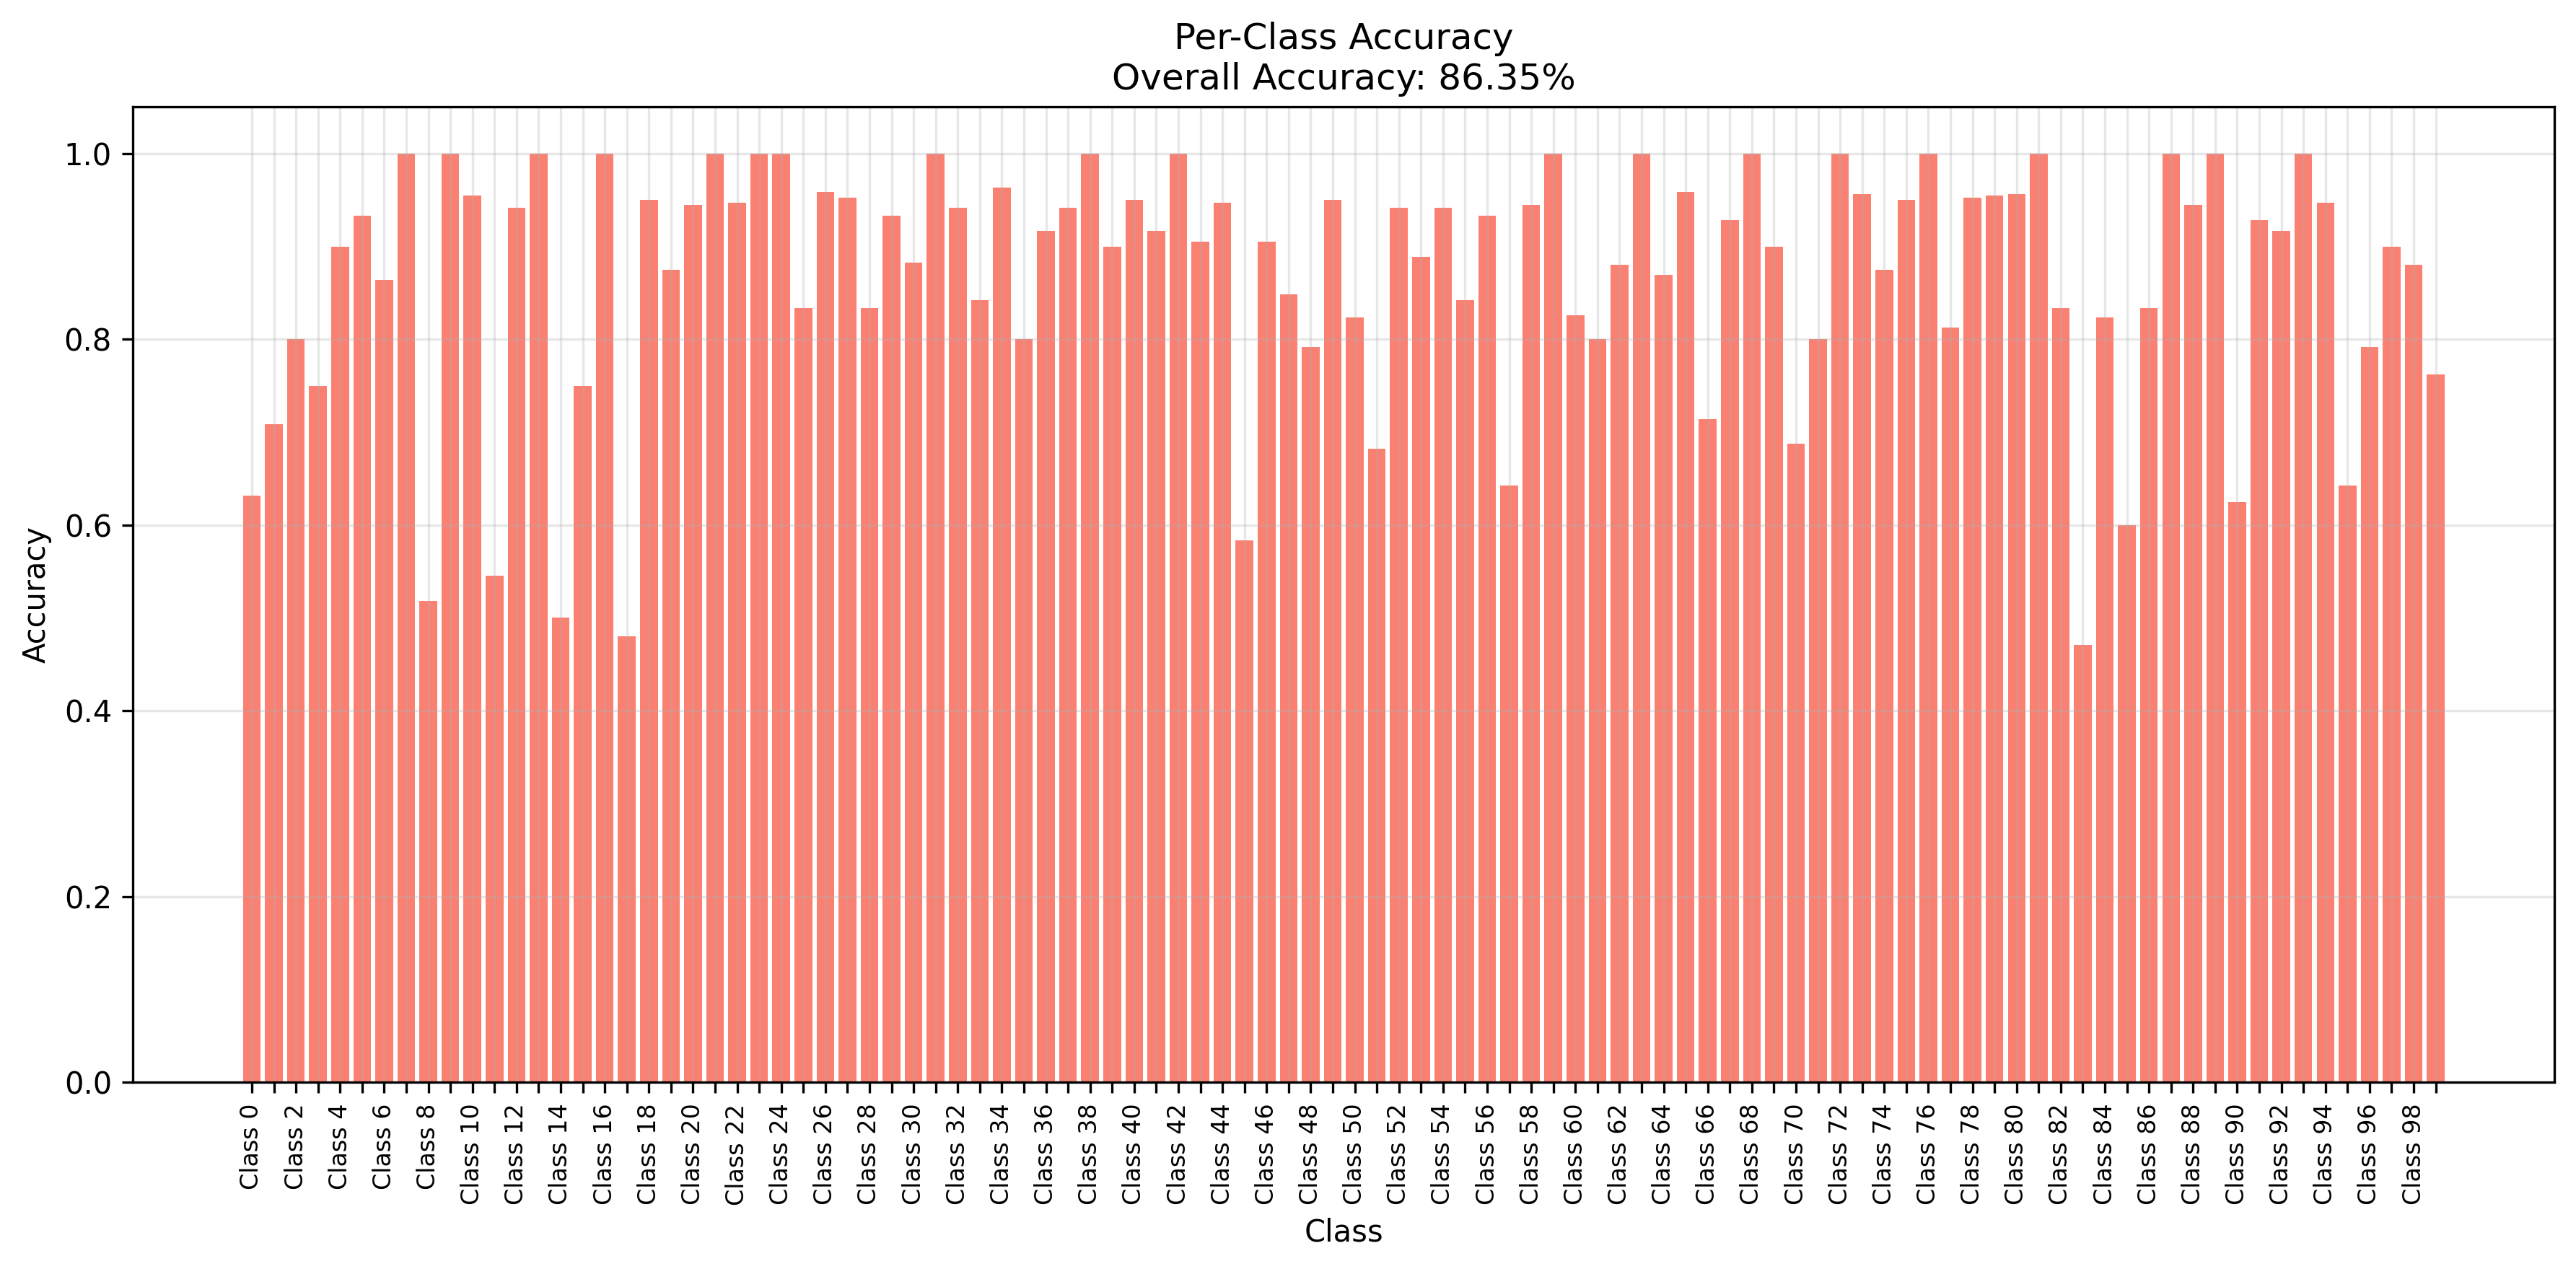 Per-Class Accuracy
Overall Accuracy: 86.35%
Accuracy
1.0
0.8
0.6
0.4
0.2
0.0
Class 0
Class 2
Class 4
Class 6
Class 8
Class 10
Class 12
Class 14
Class 16
Class 18
Class 20
Class 22
Class 24
Class 26
Class 28
Class 30
Class 32
Class 34
Class 36
Class 38
Class 40
Class 42
Class 44
Class 46
Class 48
Class 50
Class 52
Class 54
Class 56
Class 58
Class 60
Class 62
Class 64
Class 66
Class 68
Class 70
Class 72
Class 74
Class 76
Class 78
Class 80
Class 82
Class 84
Class 86
Class 88
Class 90
Class 92
Class 94
Class 96
Class 98
Class